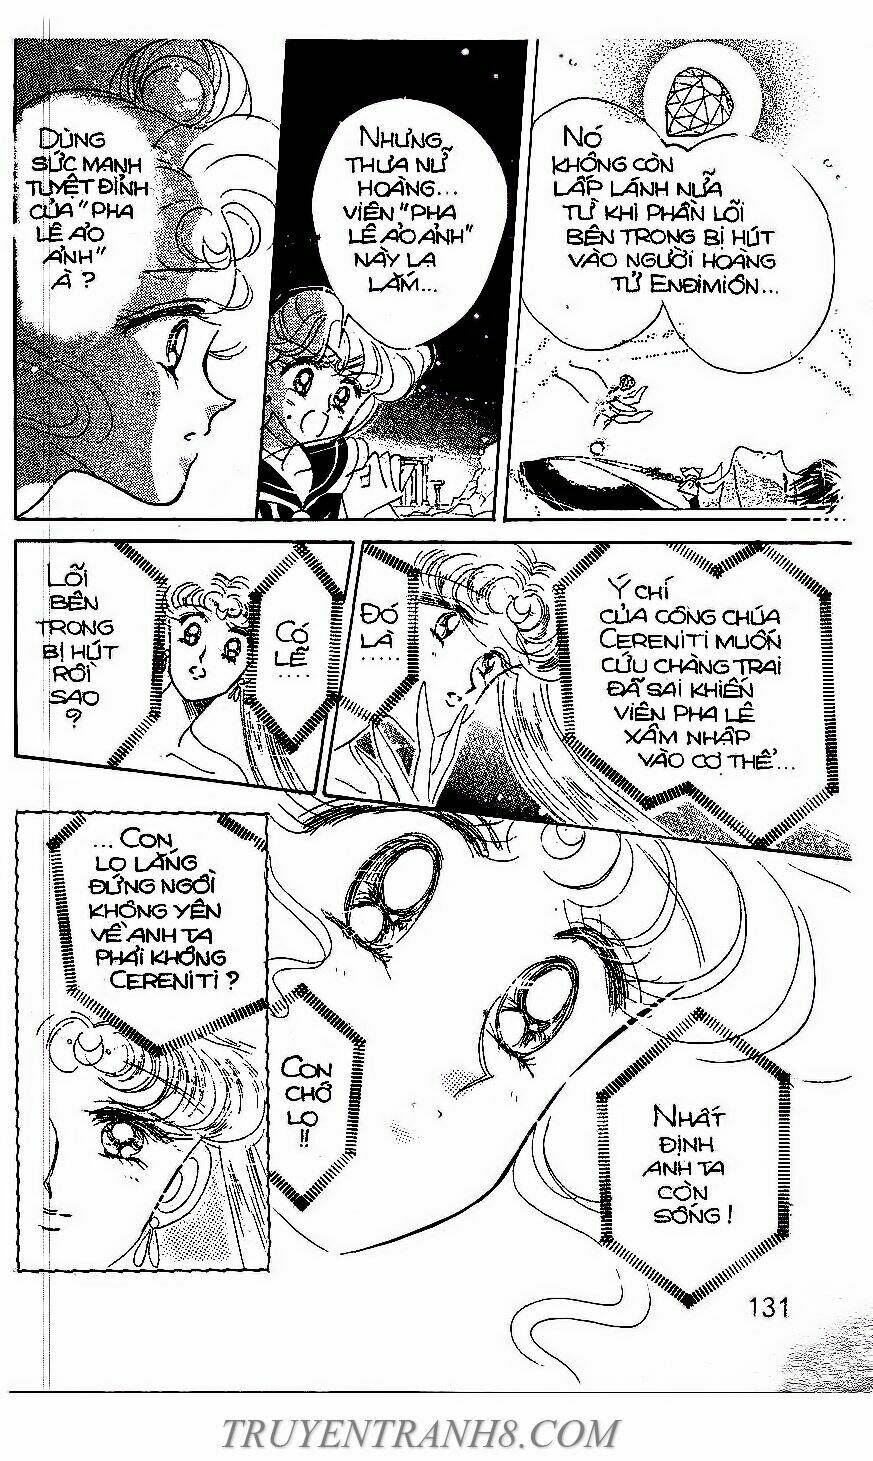 DÙNG
SỨC MẠNH
TUYỆT ĐỈNH
CỦA "PHA
LÊ ẢO
ẢNH"
À ?
NHƯNG
THƯA NỮ
HOÀNG...
VIÊN "PHA
LÊ ẢO ẢNH"
NÀY LẠ
LẮM...
NÓ
KHÔNG CÒN
LẤP LÁNH NỮA
TỪ KHI PHẦN LÕI
BÊN TRONG BỊ HÚT
VÀO NGƯỜI HOÀNG
TỬ ENĐIMIÔN...
LÕI
BÊN
TRONG
BỊ HÚT
RỒI
SAO
?
CÓ
LẼ
.....
ĐÓ
LÀ
.....
Ý CHÍ
CỦA CÔNG CHÚA
CERENITI MUỐN
CỨU CHÀNG TRAI
ĐÃ SAI KHIẾN
VIÊN PHA LÊ
XÂM NHẬP
VÀO CƠ THỂ...
... CON
LO LẮNG
ĐỨNG NGỒI
KHÔNG YÊN
VỀ ANH TA
PHẢI KHÔNG
CERENITI ?
CON
CHỚ
LO !!
NHẤT
ĐỊNH
ANH TA
CÒN
SỐNG !
131
TRUYENTRANH8.COM